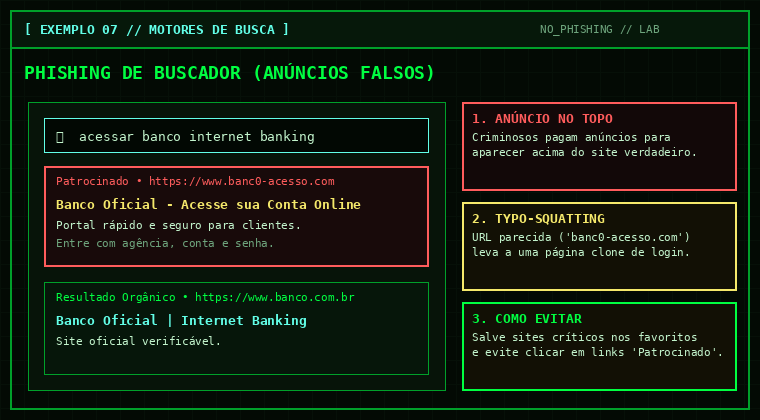 [ EXEMPLO 07 // MOTORES DE BUSCA ]
NO_PHISHING // LAB
PHISHING DE BUSCADOR (ANÚNCIOS FALSOS)
acessar banco internet banking
Patrocinado • https://www.banc0-acesso.com
Banco Oficial - Acesse sua Conta Online
Portal rápido e seguro para clientes.
Entre com agência, conta e senha.
Resultado Orgânico • https://www.banco.com.br
Banco Oficial | Internet Banking
Site oficial verificável.
1. ANÚNCIO NO TOPO
Criminosos pagam anúncios para
aparecer acima do site verdadeiro.
2. TYPO-SQUATTING
URL parecida ('banc0-acesso.com')
leva a uma página clone de login.
3. COMO EVITAR
Salve sites críticos nos favoritos
e evite clicar em links 'Patrocinado'.